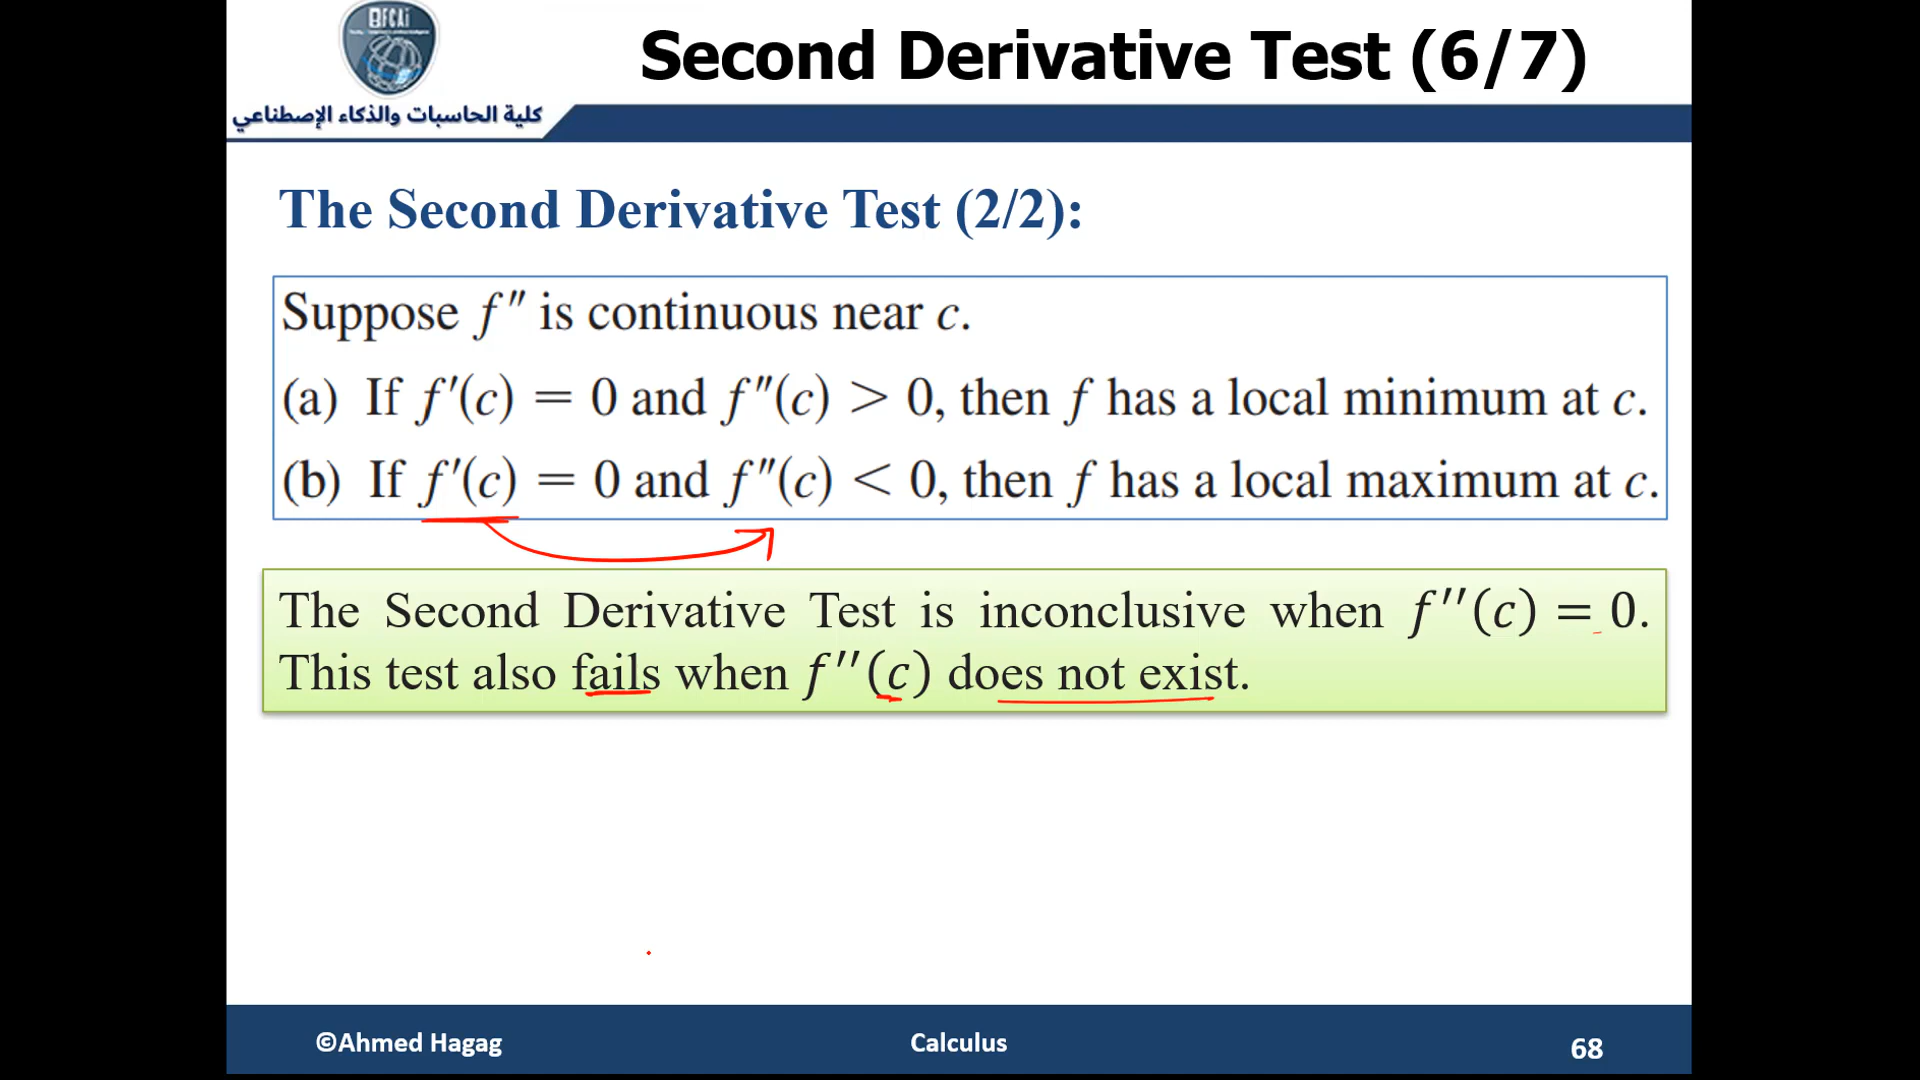 BFCAi
Second Derivative Test (6/7)
كلية الحاسبات والذكاء الإصطناعي
The Second Derivative Test (2/2):
Suppose f″ is continuous near c.
(a) If f′(c) = 0 and f″(c) > 0, then f has a local minimum at c.
(b) If f′(c) = 0 and f″(c) < 0, then f has a local maximum at c.
The Second Derivative Test is inconclusive when f′′(c) = 0.
This test also fails when f′′(c) does not exist.
©Ahmed Hagag
Calculus
68